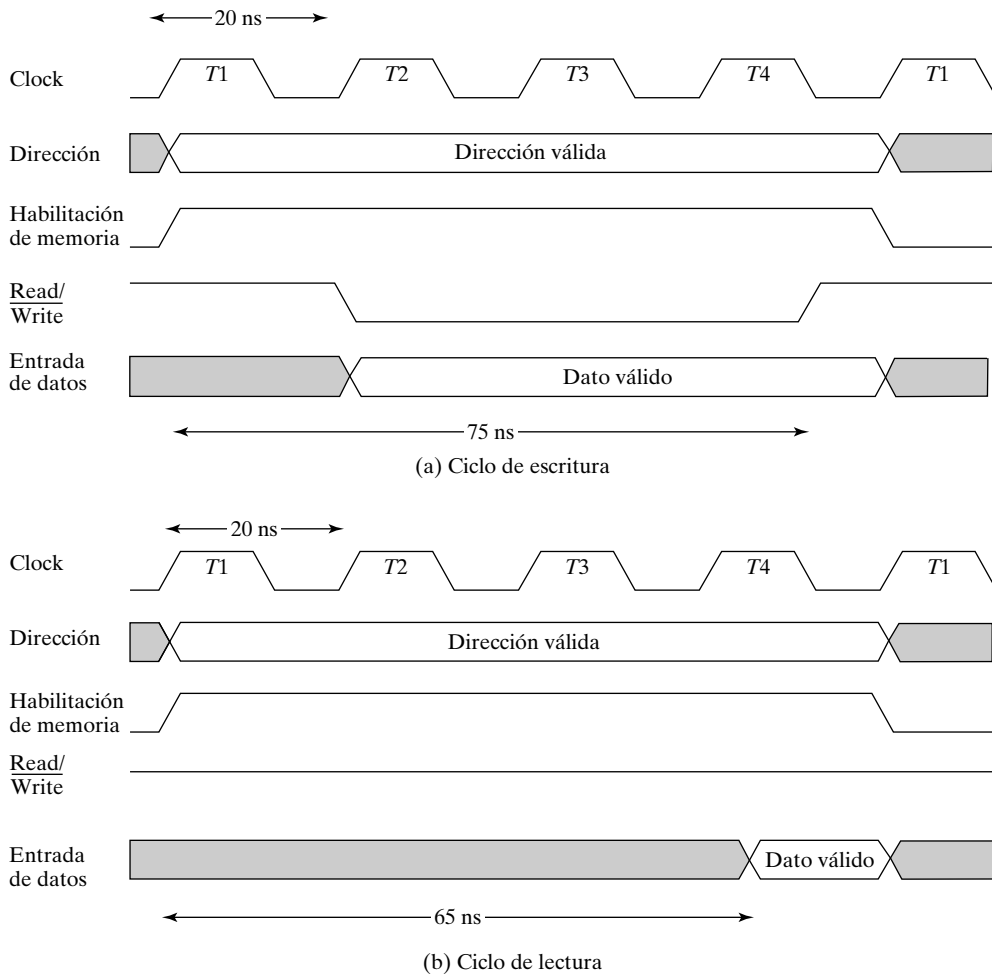 20 ns
Clock
T1 T2 T3 T4 T1
Dirección
Dirección válida
Habilitación
de memoria
Read/
Write
Entrada
de datos
Dato válido
75 ns
(a) Ciclo de escritura
20 ns
Clock
T1 T2 T3 T4 T1
Dirección
Dirección válida
Habilitación
de memoria
Read/
Write
Entrada
de datos
Dato válido
65 ns
(b) Ciclo de lectura